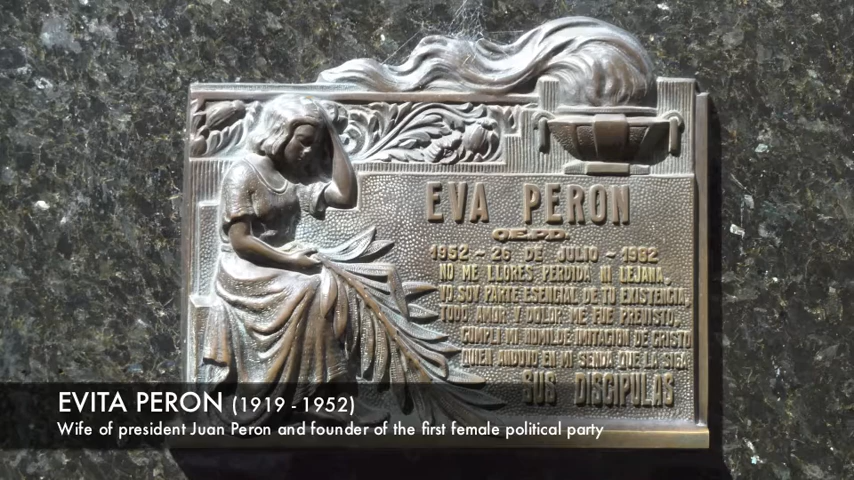 EVA PERON
Q.E.P.D.
1952 ~ 26 DE JULIO ~ 1982
NO ME LLORES PERDIDA NI LEJANA,
YO SOY PARTE ESENCIAL DE TU EXISTENCIA,
TODO AMOR Y DOLOR ME FUE PREVISTO,
CUMPLI MI HUMILDE IMITACION DE CRISTO
QUIEN ANDUVO EN MI SENDA QUE LA SIGA
SUS DISCIPULAS
EVITA PERON (1919 - 1952)
Wife of president Juan Peron and founder of the first female political party